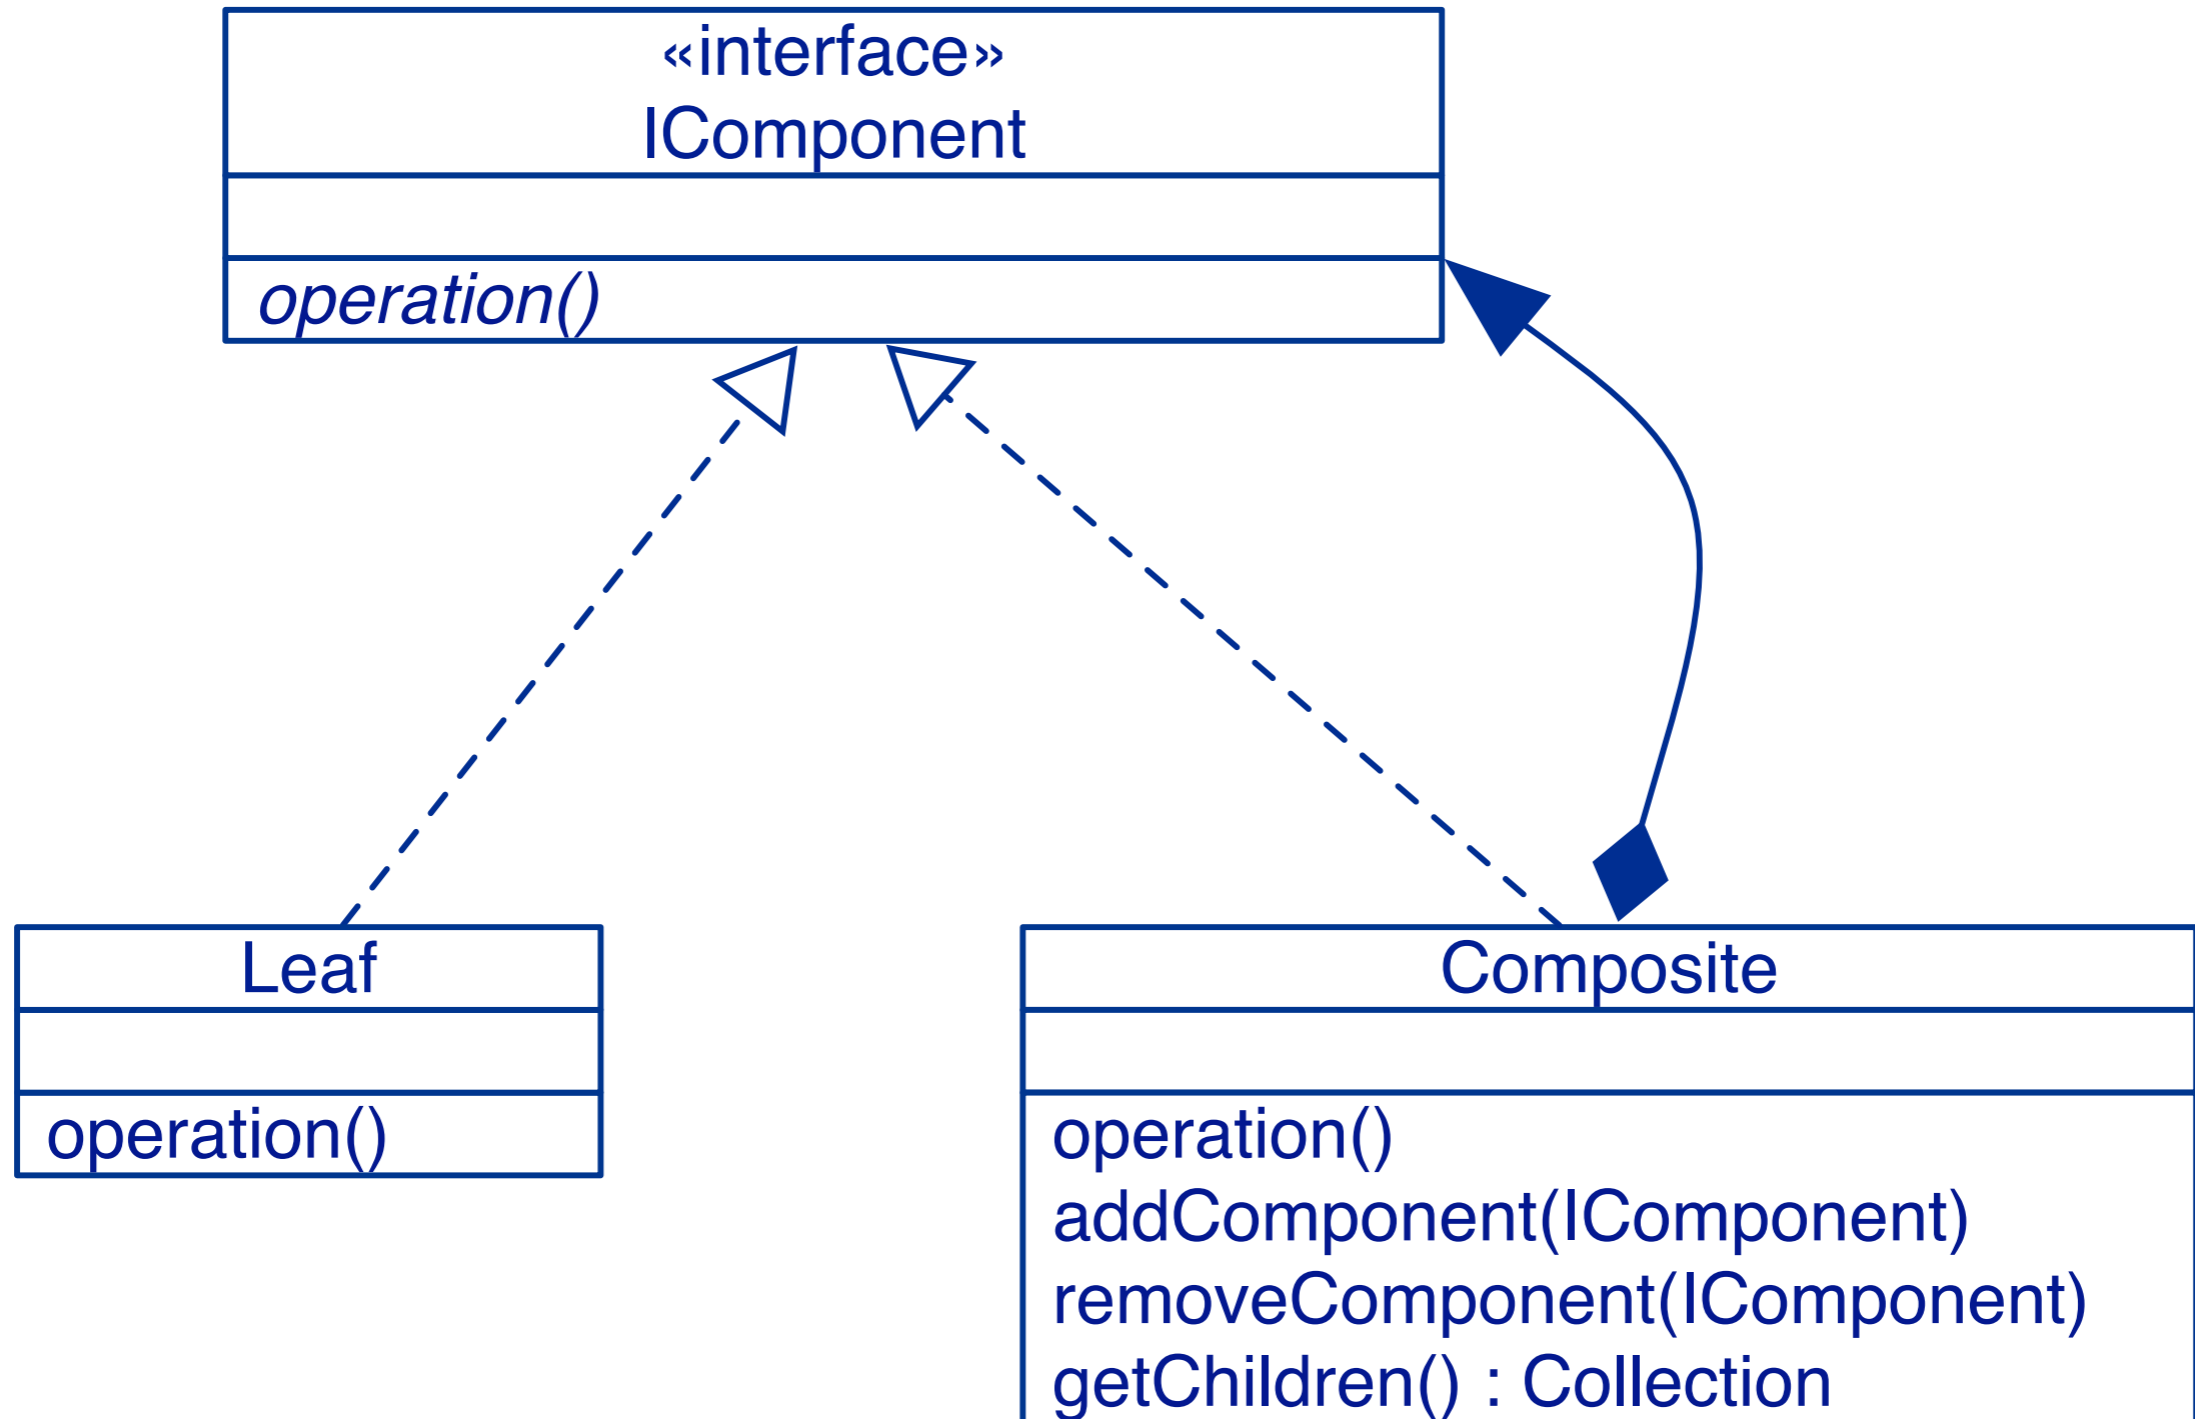 «interface»
IComponent
operation()
Leaf
operation()
Composite
operation()
addComponent(IComponent)
removeComponent(IComponent)
getChildren() : Collection